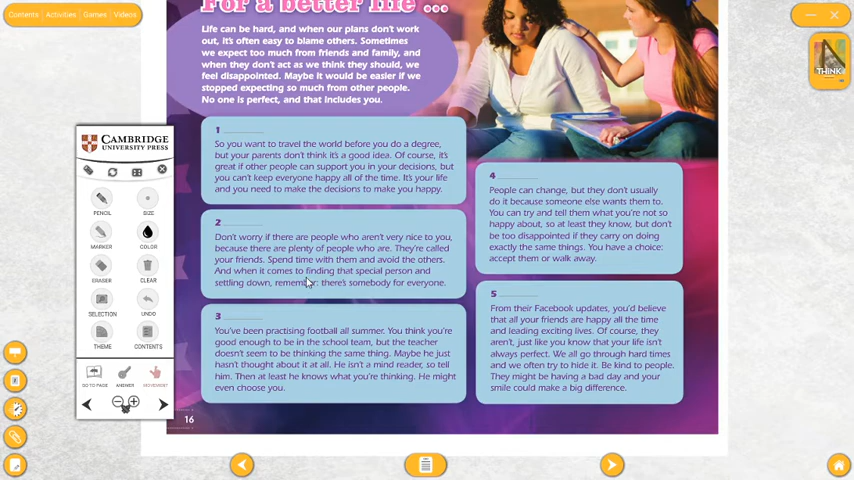 Contents
Activities
Games
Videos
For a better life ...
Life can be hard, and when our plans don't work
out, it's often easy to blame others. Sometimes
we expect too much from friends and family, and
when they don't act as we think they should, we
feel disappointed. Maybe it would be easier if we
stopped expecting so much from other people.
No one is perfect, and that includes you.
1
So you want to travel the world before you do a degree,
but your parents don't think it's a good idea. Of course, it's
great if other people can support you in your decisions, but
you can't keep everyone happy all of the time. It's your life
and you need to make the decisions to make you happy.
2
Don't worry if there are people who aren't very nice to you,
because there are plenty of people who are. They're called
your friends. Spend time with them and avoid the others.
And when it comes to finding that special person and
settling down, remember: there's somebody for everyone.
3
You've been practising football all summer. You think you're
good enough to be in the school team, but the teacher
doesn't seem to be thinking the same thing. Maybe he just
hasn't thought about it at all. He isn't a mind reader, so tell
him. Then at least he knows what you're thinking. He might
even choose you.
4
People can change, but they don't usually
do it because someone else wants them to.
You can try and tell them what you're not so
happy about, so at least they know, but don't
be too disappointed if they carry on doing
exactly the same things. You have a choice:
accept them or walk away.
5
From their Facebook updates, you'd believe
that all your friends are happy all the time
and leading exciting lives. Of course, they
aren't, just like you know that your life isn't
always perfect. We all go through hard times
and we often try to hide it. Be kind to people.
They might be having a bad day and your
smile could make a big difference.
16
CAMBRIDGE
UNIVERSITY PRESS
PENCIL
SIZE
MARKER
COLOR
ERASER
CLEAR
SELECTION
UNDO
THEME
CONTENTS
GO TO PAGE
ANSWER
MOVEMENT
THiNK